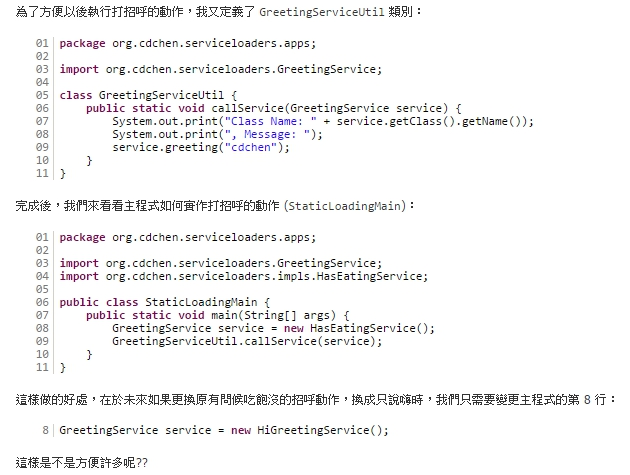 為了方便以後執行打招呼的動作，我又定義了 GreetingServiceUtil 類別：
01 package org.cdchen.serviceloaders.apps;
02
03 import org.cdchen.serviceloaders.GreetingService;
04
05 class GreetingServiceUtil {
06     public static void callService(GreetingService service) {
07         System.out.print("Class Name: " + service.getClass().getName());
08         System.out.print(", Message: ");
09         service.greeting("cdchen");
10     }
11 }
完成後，我們來看看主程式如何實作打招呼的動作 (StaticLoadingMain)：
01 package org.cdchen.serviceloaders.apps;
02
03 import org.cdchen.serviceloaders.GreetingService;
04 import org.cdchen.serviceloaders.impls.HasEatingService;
05
06 public class StaticLoadingMain {
07     public static void main(String[] args) {
08         GreetingService service = new HasEatingService();
09         GreetingServiceUtil.callService(service);
10     }
11 }
這樣做的好處，在於未來如果更換原有問候吃飽沒的招呼動作，換成只說嗨時，我們只需要變更主程式的第 8 行：
8 GreetingService service = new HiGreetingService();
這樣是不是方便許多呢??